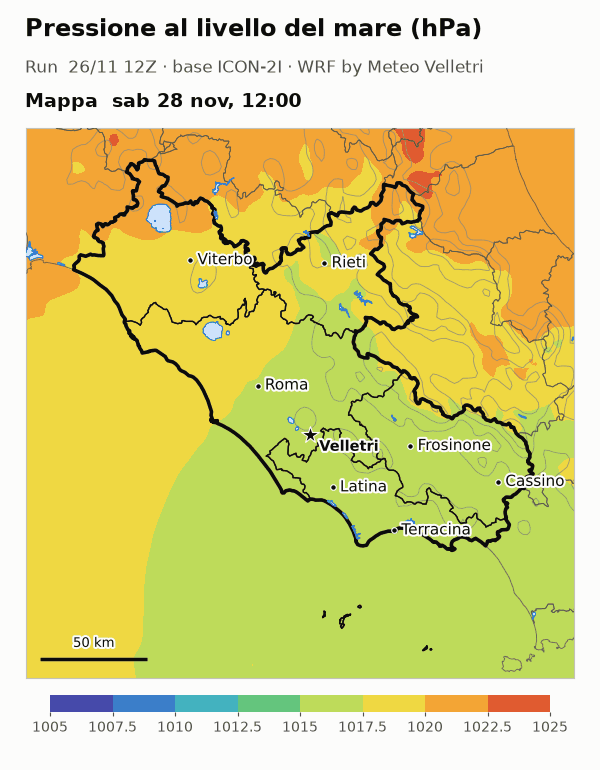 Pressione al livello del mare (hPa)
Run  26/11 12Z · base ICON-2I · WRF by Meteo Velletri
Mappa  sab 28 nov, 12:00
Viterbo
Rieti
Roma
Velletri
Frosinone
Cassino
Latina
Terracina
50 km
1005 1007.5 1010 1012.5 1015 1017.5 1020 1022.5 1025